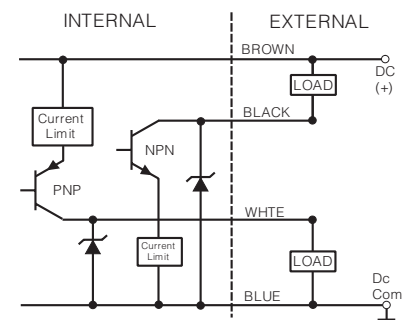 INTERNAL
EXTERNAL
BROWN
DC
(+)
LOAD
BLACK
Current
Limit
NPN
PNP
WHTE
Current
Limit
LOAD
Dc
Com
BLUE